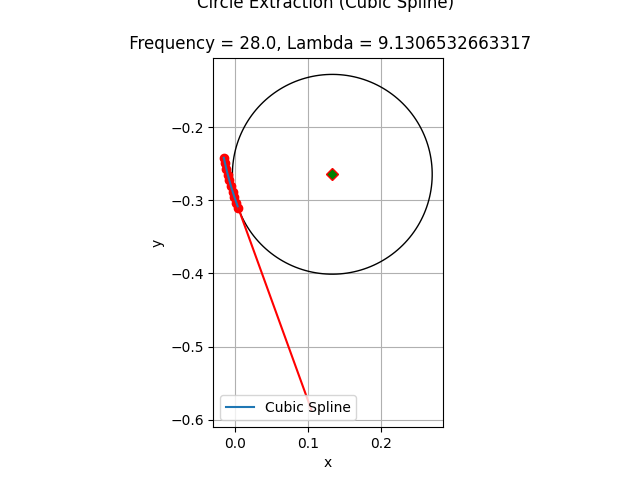 Circle Extraction (Cubic Spline)
Frequency = 28.0, Lambda = 9.1306532663317
−0.2
−0.3
−0.4
−0.5
−0.6
y
Cubic Spline
0.0 0.1 0.2
x